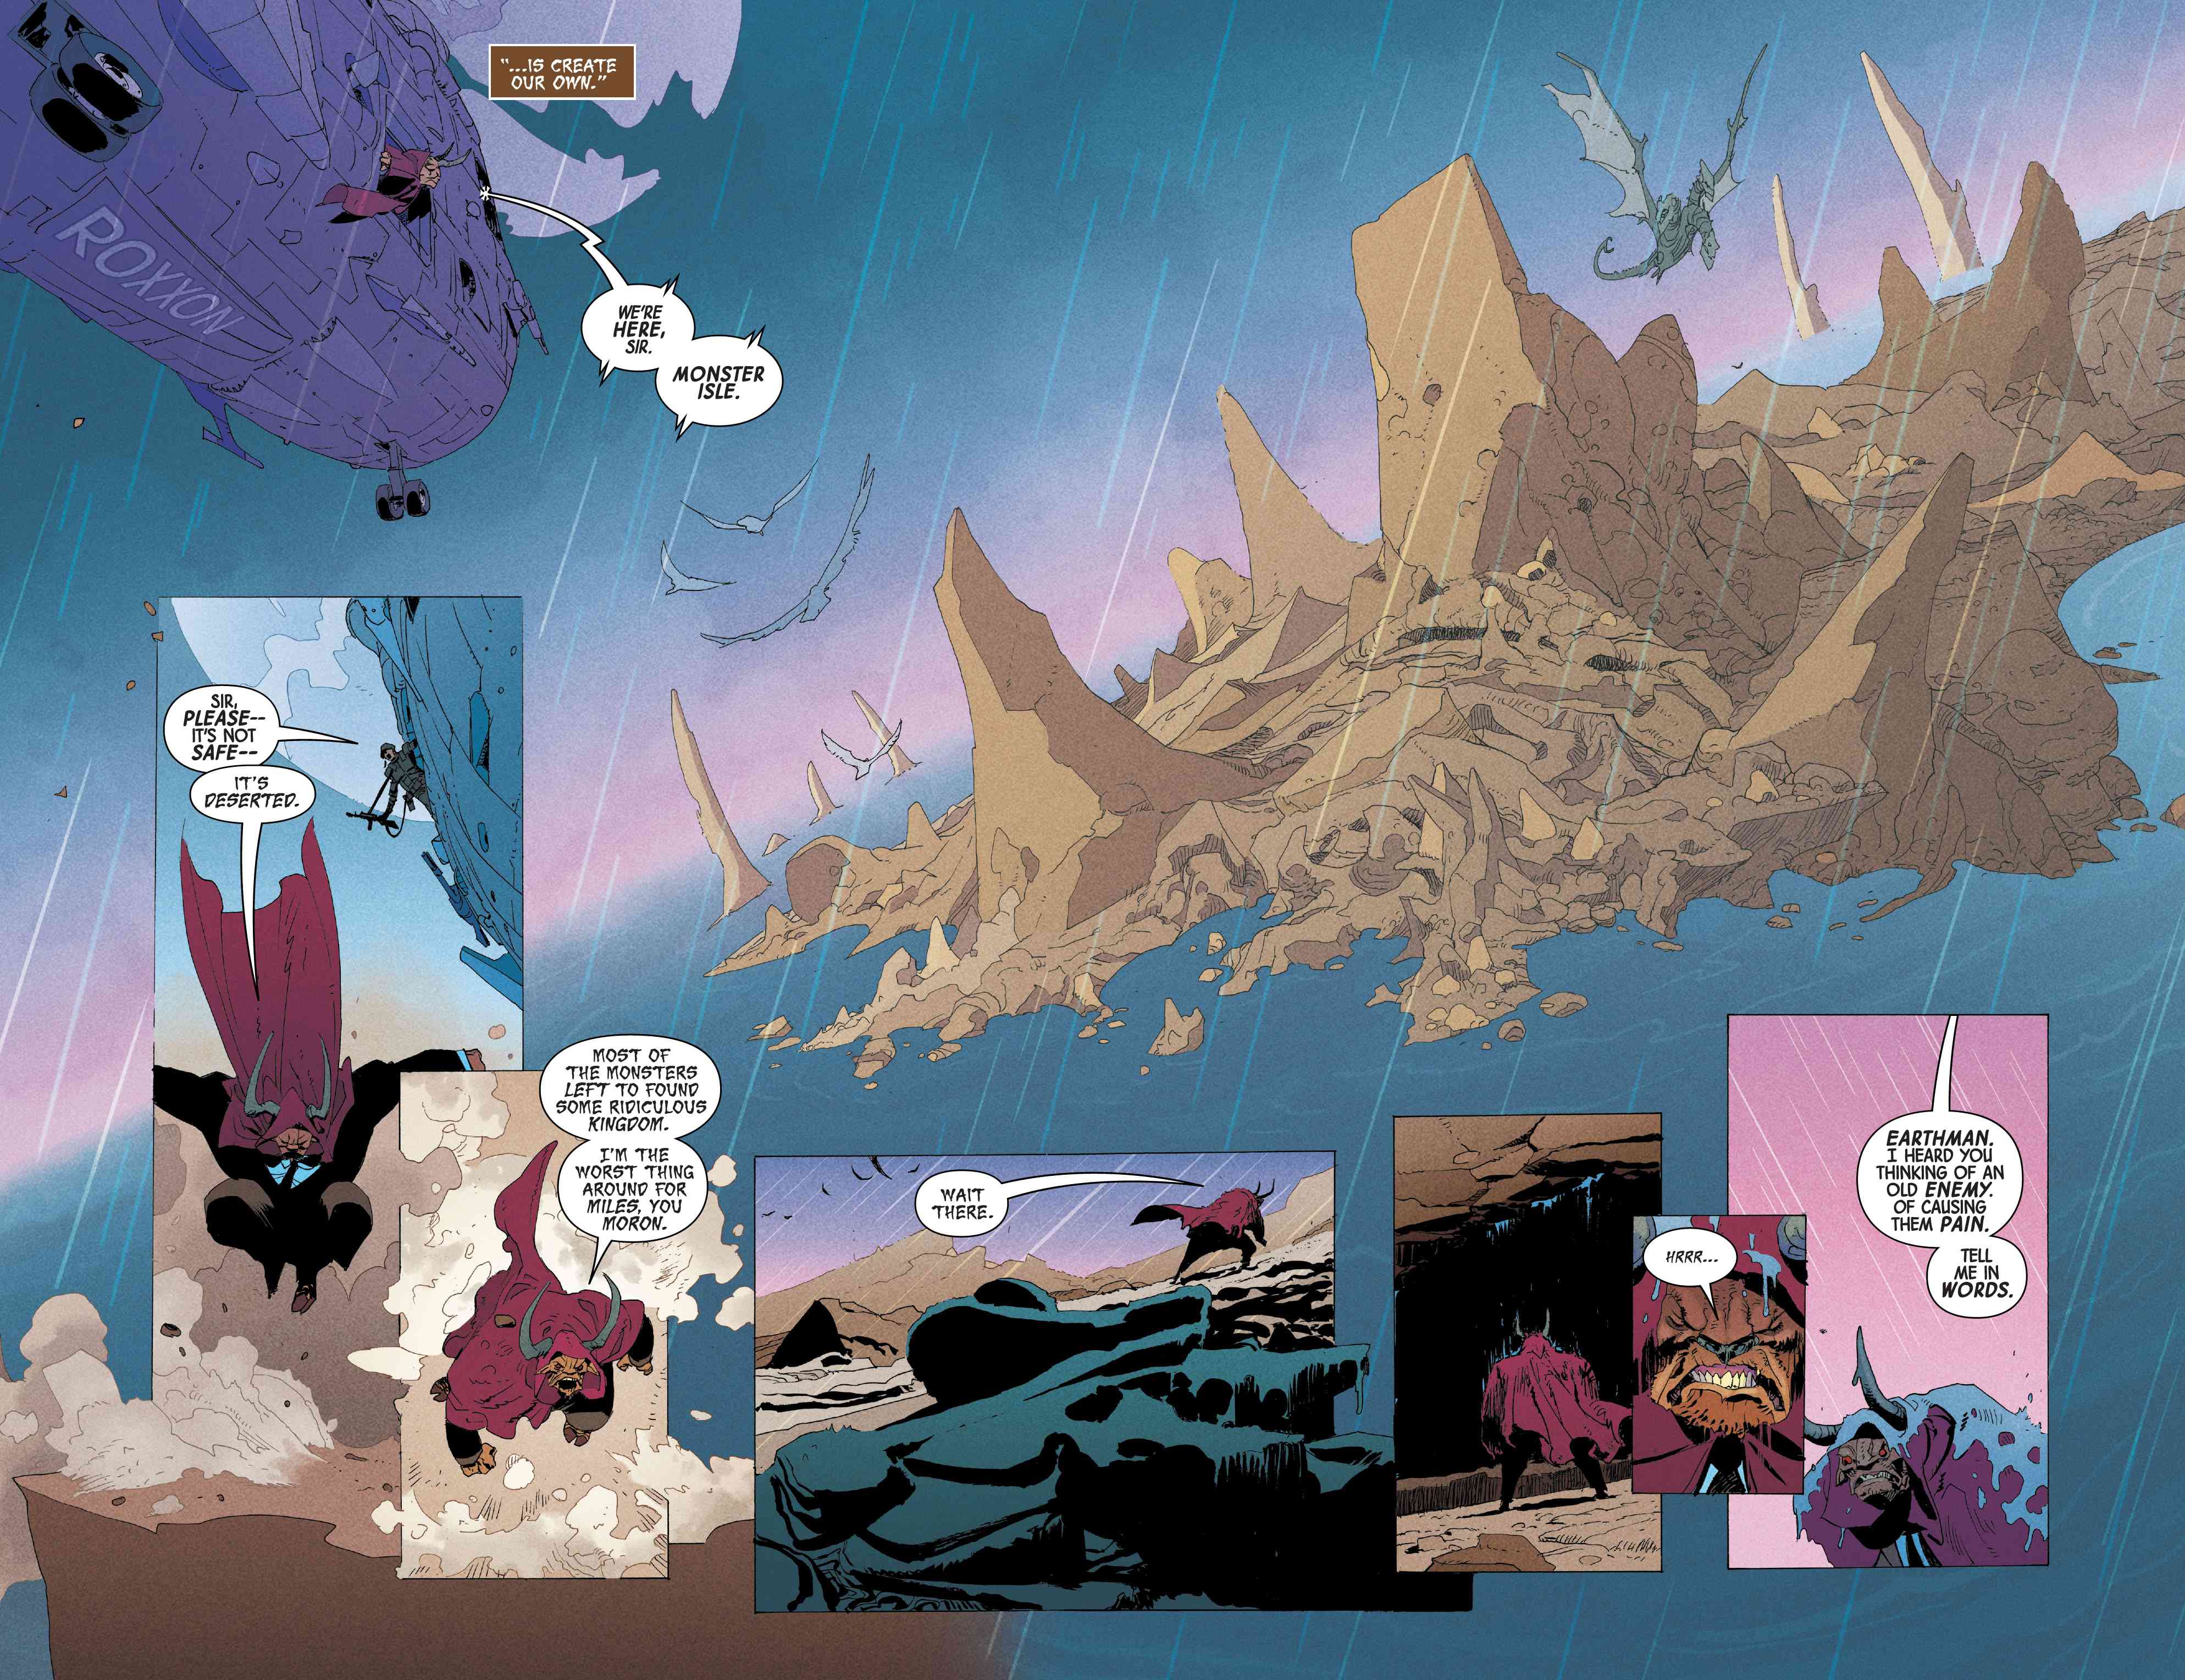 "...IS CREATE
OUR OWN."
ROXXON
WE'RE
HERE,
SIR.
MONSTER
ISLE.
SIR,
PLEASE--
IT'S NOT
SAFE--
IT'S
DESERTED.
MOST OF
THE MONSTERS
LEFT TO FOUND
SOME RIDICULOUS
KINGDOM.
I'M THE
WORST THING
AROUND FOR
MILES, YOU
MORON.
WAIT
THERE.
HRRR...
EARTHMAN.
I HEARD YOU
THINKING OF AN
OLD ENEMY.
OF CAUSING
THEM PAIN.
TELL
ME IN
WORDS.